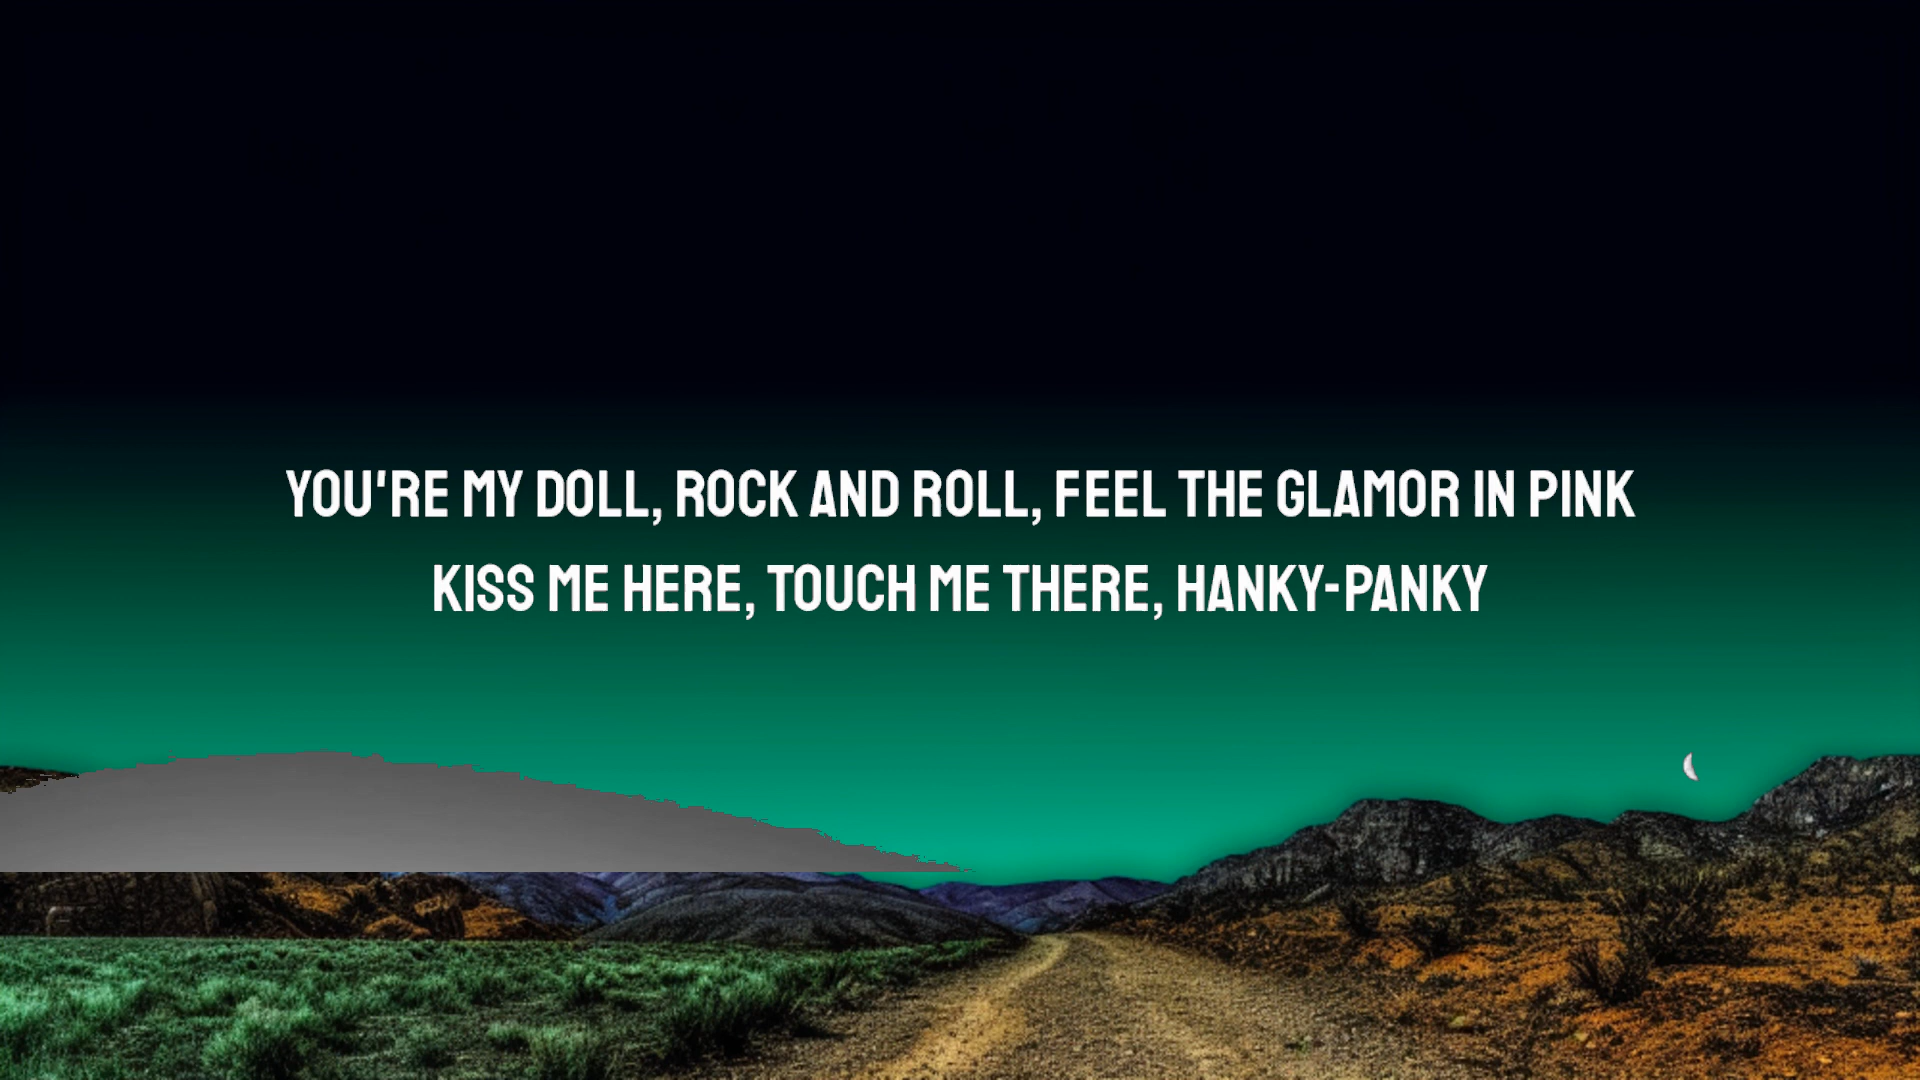 YOU'RE MY DOLL, ROCK AND ROLL, FEEL THE GLAMOR IN PINK
KISS ME HERE, TOUCH ME THERE, HANKY-PANKY